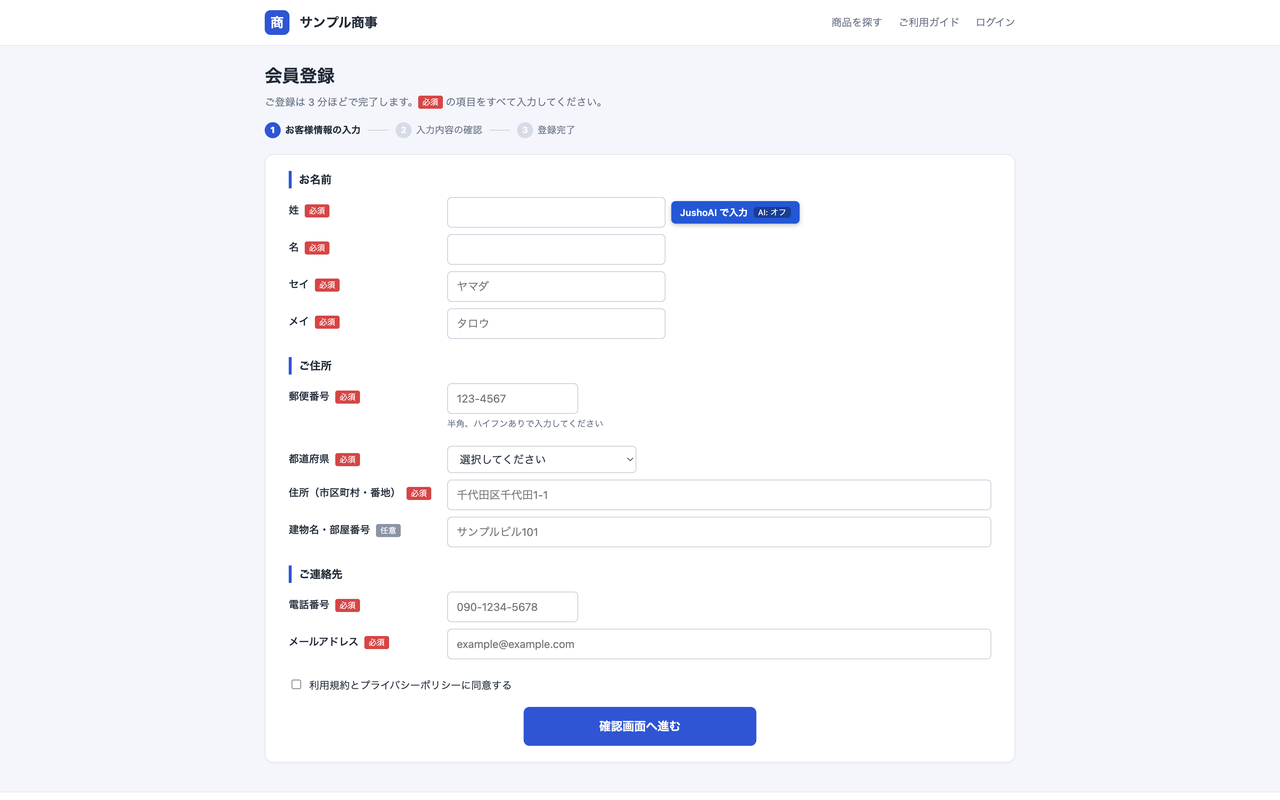 商 サンプル商事 商品を探す ご利用ガイド ログイン
会員登録
ご登録は 3 分ほどで完了します。必須 の項目をすべて入力してください。
1 お客様情報の入力 2 入力内容の確認 3 登録完了
お名前
姓 必須 JushoAI で入力 AI: オフ
名 必須
セイ 必須 ヤマダ
メイ 必須 タロウ
ご住所
郵便番号 必須 123-4567
半角、ハイフンありで入力してください
都道府県 必須 選択してください
住所（市区町村・番地） 必須 千代田区千代田1-1
建物名・部屋番号 任意 サンプルビル101
ご連絡先
電話番号 必須 090-1234-5678
メールアドレス 必須 example@example.com
利用規約とプライバシーポリシーに同意する
確認画面へ進む